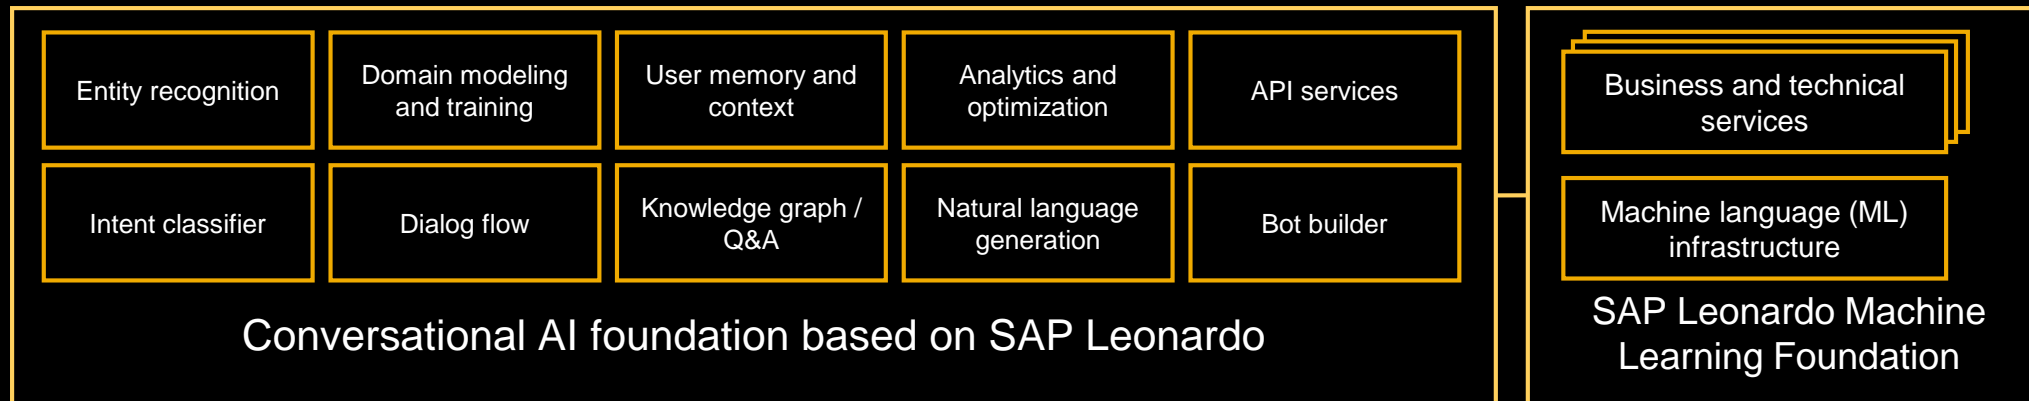 Entity recognition
Domain modeling
and training
User memory and
context
Analytics and
optimization
API services
Intent classifier
Dialog flow
Knowledge graph /
Q&A
Natural language
generation
Bot builder
Conversational AI foundation based on SAP Leonardo
Business and technical
services
Machine language (ML)
infrastructure
SAP Leonardo Machine
Learning Foundation